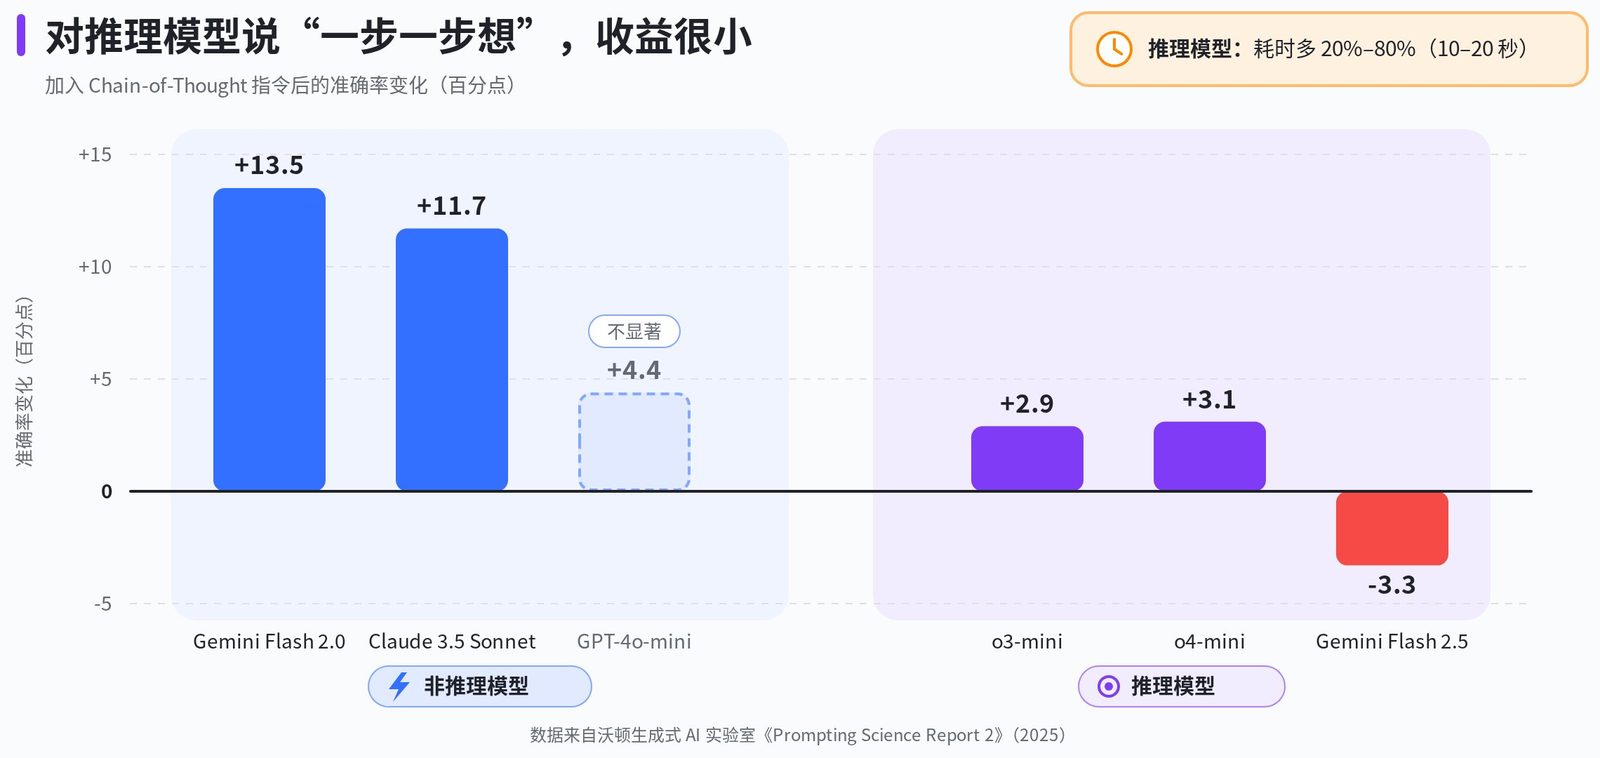 对推理模型说“一步一步想”，收益很小
加入 Chain-of-Thought 指令后的准确率变化（百分点）
推理模型：耗时多 20%–80%（10–20 秒）
准确率变化（百分点）
+15
+10
+5
0
-5
+13.5
+11.7
不显著
+4.4
+2.9
+3.1
-3.3
Gemini Flash 2.0
Claude 3.5 Sonnet
GPT-4o-mini
o3-mini
o4-mini
Gemini Flash 2.5
非推理模型
推理模型
数据来自沃顿生成式 AI 实验室《Prompting Science Report 2》（2025）